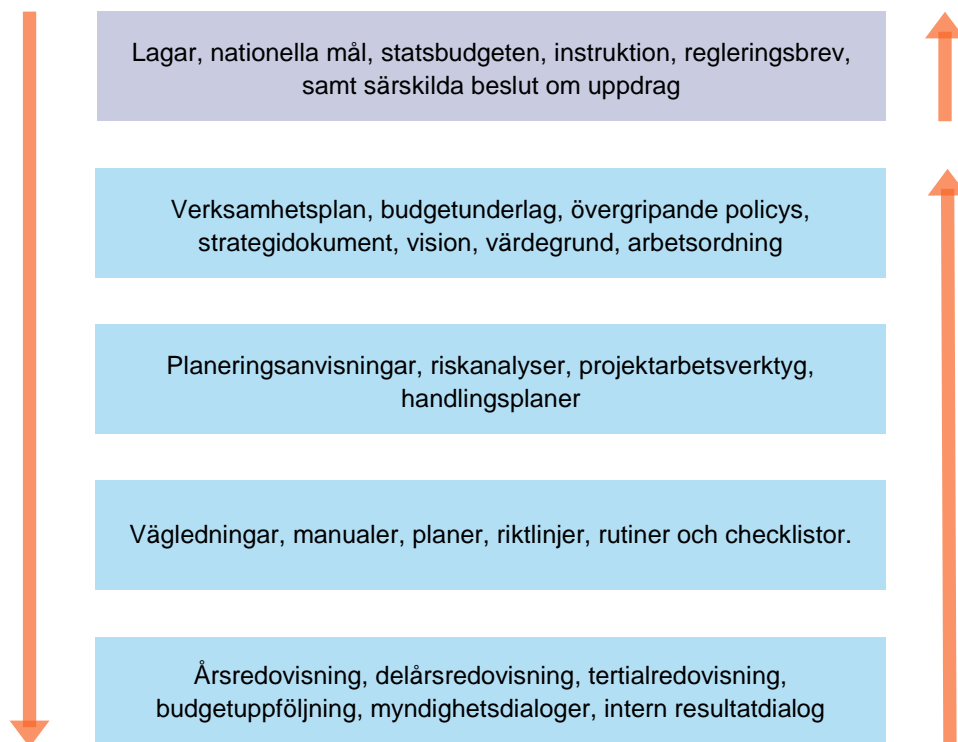 Lagar, nationella mål, statsbudgeten, instruktion, regleringsbrev,
samt särskilda beslut om uppdrag
Verksamhetsplan, budgetunderlag, övergripande policys,
strategidokument, vision, värdegrund, arbetsordning
Planeringsanvisningar, riskanalyser, projektarbetsverktyg,
handlingsplaner
Vägledningar, manualer, planer, riktlinjer, rutiner och checklistor.
Årsredovisning, delårsredovisning, tertialredovisning,
budgetuppföljning, myndighetsdialoger, intern resultatdialog